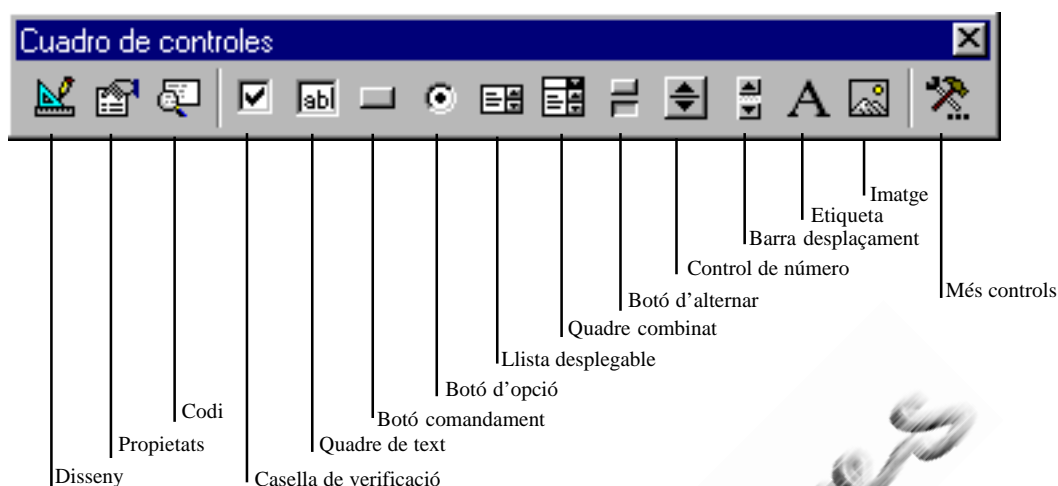 Cuadro de controles
abl
A
Imatge
Etiqueta
Barra desplaçament
Control de número
Més controls
Botó d’alternar
Quadre combinat
Llista desplegable
Botó d’opció
Codi
Botó comandament
Propietats
Quadre de text
Disseny
Casella de verificació